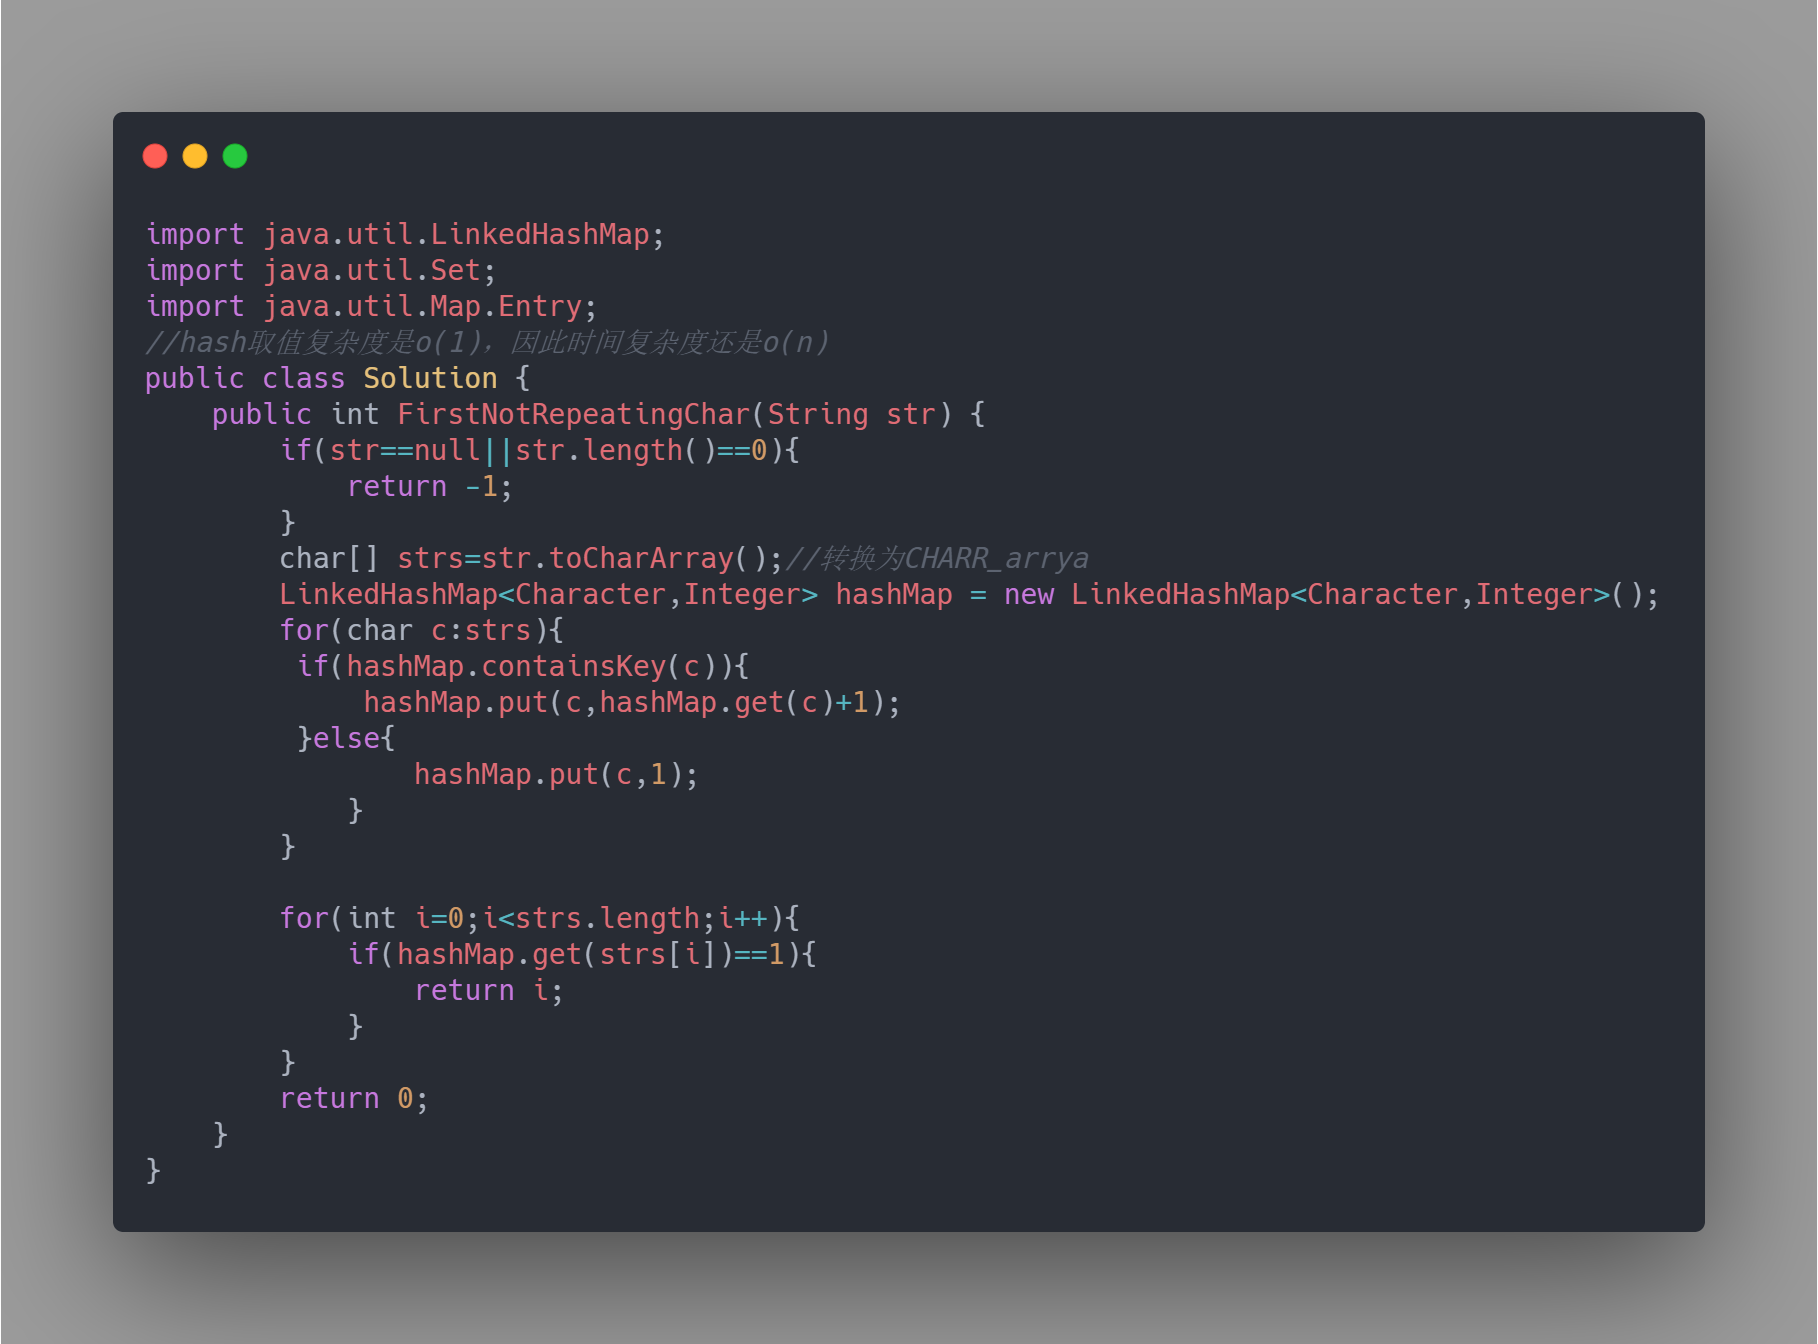 import java.util.LinkedHashMap;
import java.util.Set;
import java.util.Map.Entry;
//hash取值复杂度是o(1)，因此时间复杂度还是o(n)
public class Solution {
    public int FirstNotRepeatingChar(String str) {
        if(str==null||str.length()==0){
            return -1;
        }
        char[] strs=str.toCharArray();//转换为CHARR_arrya
        LinkedHashMap<Character,Integer> hashMap = new LinkedHashMap<Character,Integer>();
        for(char c:strs){
         if(hashMap.containsKey(c)){
             hashMap.put(c,hashMap.get(c)+1);
         }else{
                hashMap.put(c,1);
            }
        }

        for(int i=0;i<strs.length;i++){
            if(hashMap.get(strs[i])==1){
                return i;
            }
        }
        return 0;
    }
}